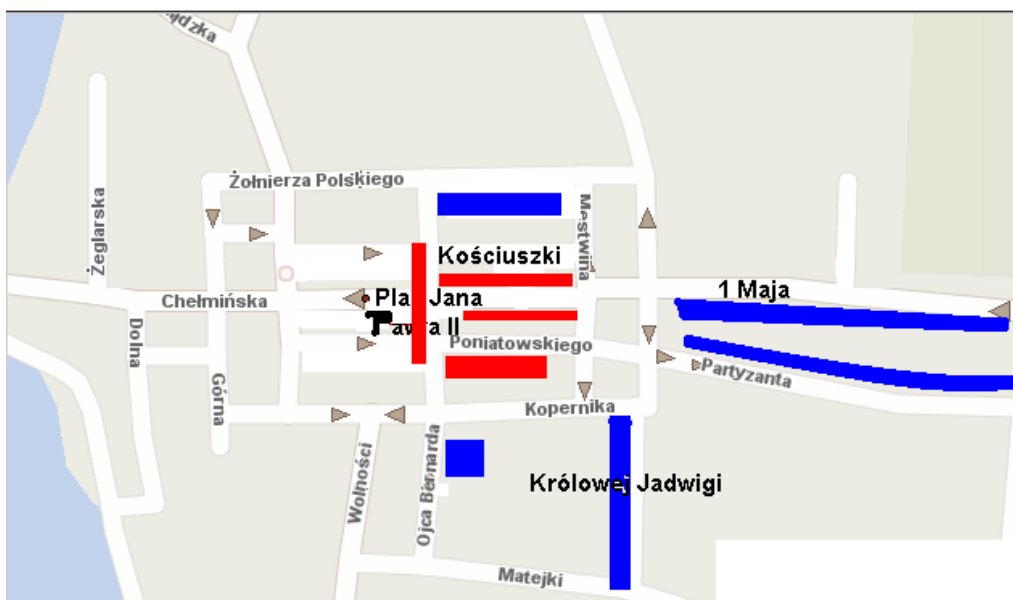 Żołnierza Polskiego
Żeglarska
Mestwina
Kościuszki
Chełmińska
Plac Jana
Pawła II
1 Maja
Dolna
Poniatowskiego
Partyzanta
Górna
Kopernika
Wolności
Ojca Bernarda
Królowej Jadwigi
Matejki